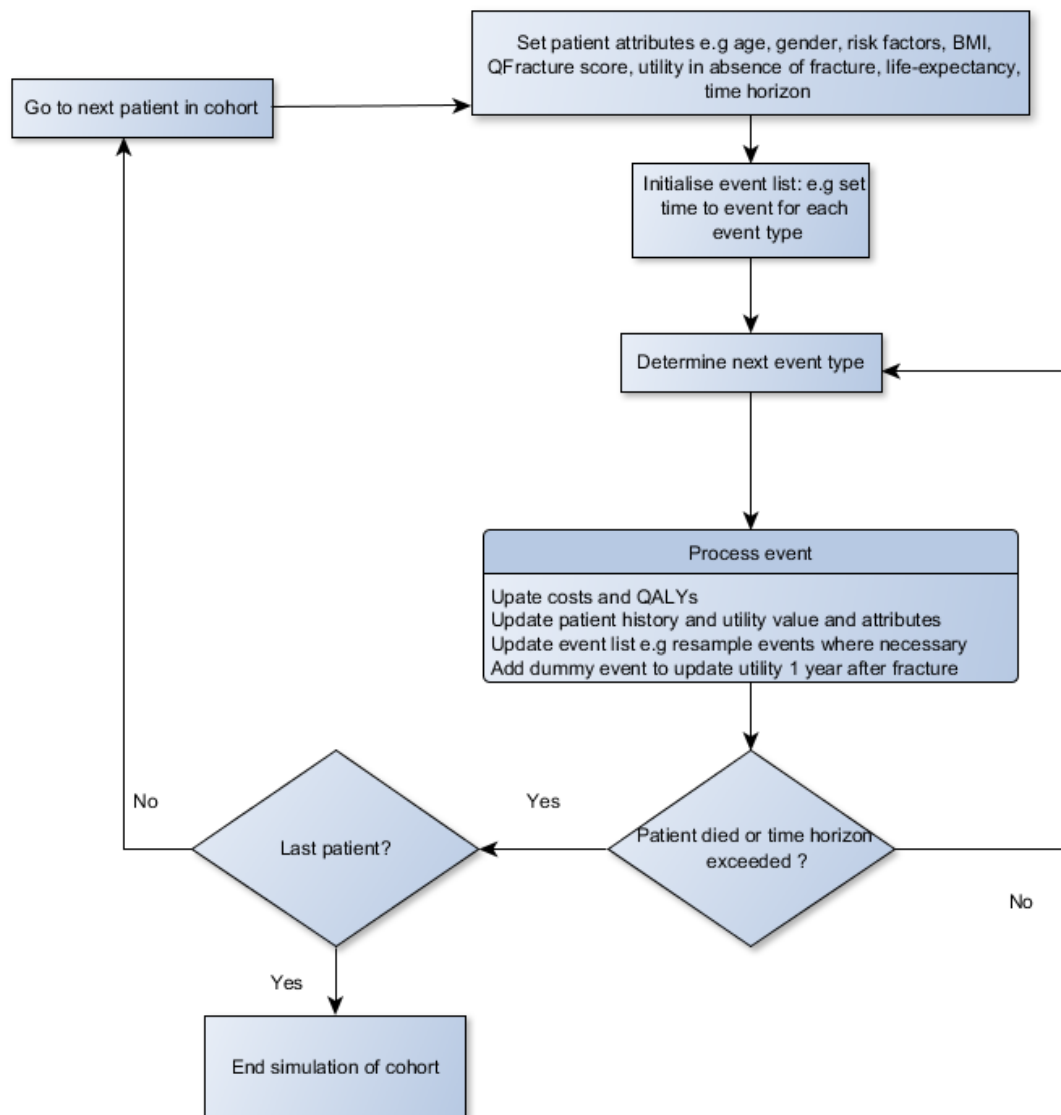 Set patient attributes e.g age, gender, risk factors, BMI,
QFracture score, utility in absence of fracture, life-expectancy,
time horizon
Go to next patient in cohort
Initialise event list: e.g set
time to event for each
event type
Determine next event type
Process event
Upate costs and QALYs
Update patient history and utility value and attributes
Update event list e.g resample events where necessary
Add dummy event to update utility 1 year after fracture
No
Yes
Last patient?
Patient died or time horizon
exceeded ?
No
Yes
End simulation of cohort